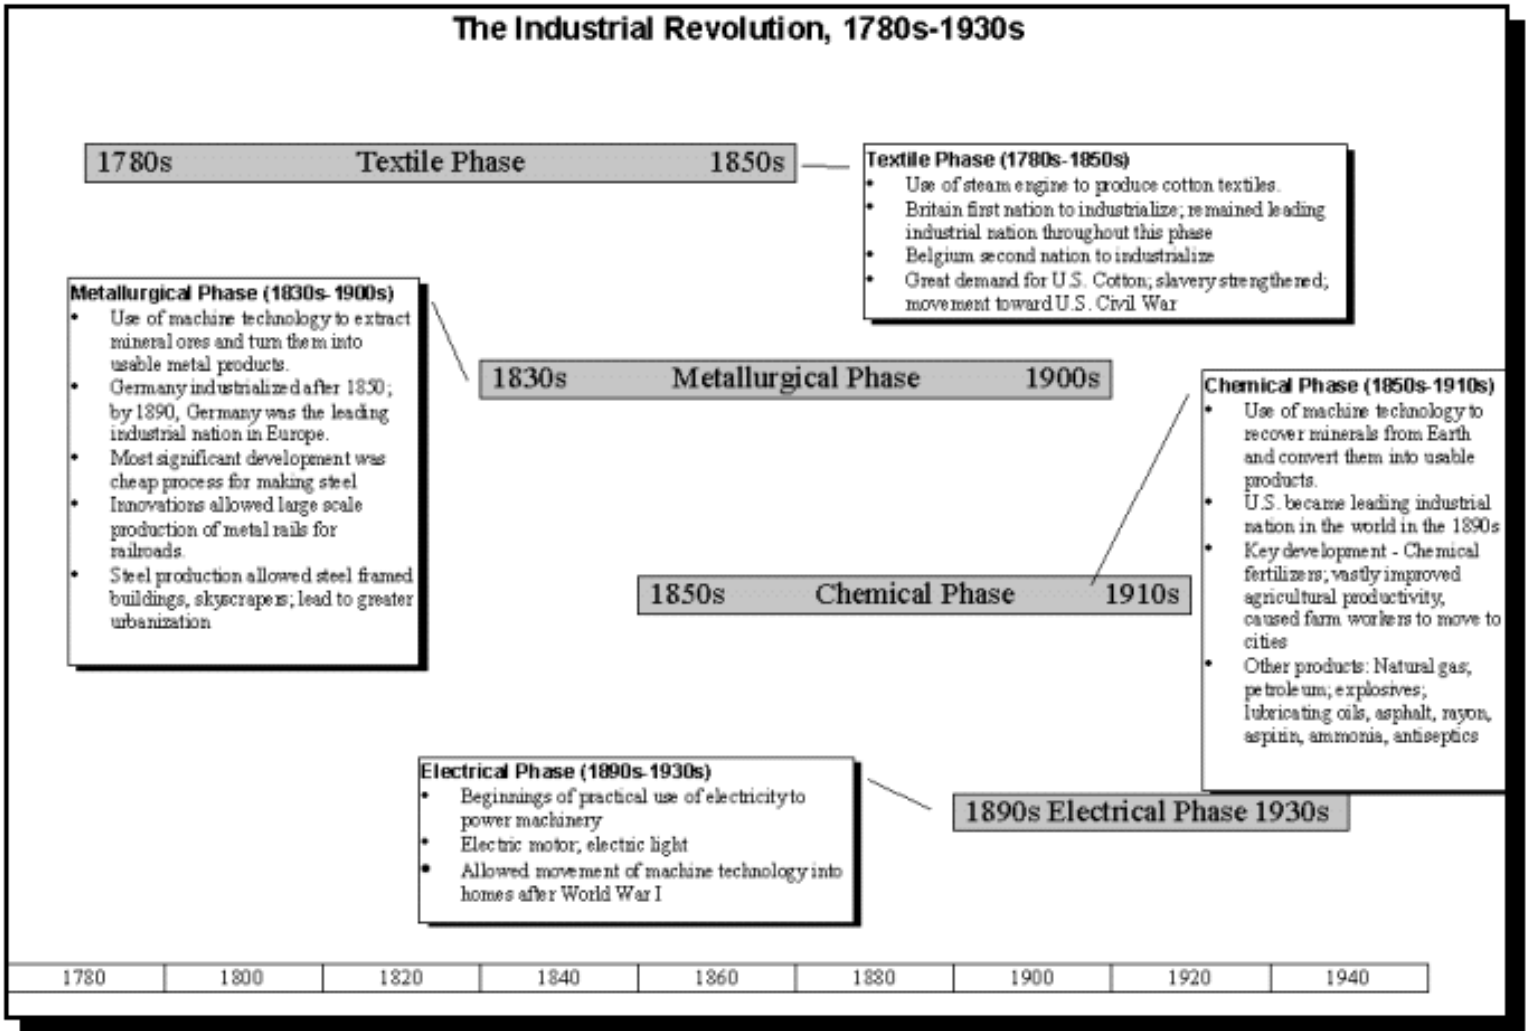 The Industrial Revolution, 1780s-1930s
1780s Textile Phase 1850s
Textile Phase (1780s-1850s)
• Use of steam engine to produce cotton textiles.
• Britain first nation to industrialize; remained leading
industrial nation throughout this phase
• Belgium second nation to industrialize
• Great demand for U.S. Cotton; slavery strengthened;
movement toward U.S. Civil War
Metallurgical Phase (1830s-1900s)
• Use of machine technology to extract
mineral ores and turn them into
usable metal products.
• Germany industrialized after 1850;
by 1890, Germany was the leading
industrial nation in Europe.
• Most significant development was
cheap process for making steel
• Innovations allowed large scale
production of metal rails for
railroads.
• Steel production allowed steel framed
buildings, skyscrapers; lead to greater
urbanization
1830s Metallurgical Phase 1900s
Chemical Phase (1850s-1910s)
• Use of machine technology to
recover minerals from Earth
and convert them into usable
products.
• U.S. became leading industrial
nation in the world in the 1890s
• Key development - Chemical
fertilizers; vastly improved
agricultural productivity,
caused farm workers to move to
cities
• Other products: Natural gas;
petroleum; explosives;
lubricating oils, asphalt, rayon,
aspirin, ammonia, antiseptics
1850s Chemical Phase 1910s
Electrical Phase (1890s-1930s)
• Beginnings of practical use of electricity to
power machinery
• Electric motor; electric light
• Allowed movement of machine technology into
homes after World War I
1890s Electrical Phase 1930s
1780 1800 1820 1840 1860 1880 1900 1920 1940